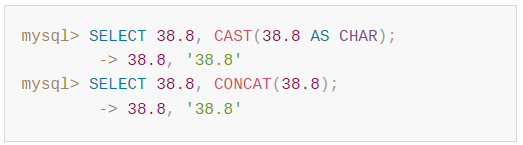 mysql> SELECT 38.8, CAST(38.8 AS CHAR);
-> 38.8, '38.8'
mysql> SELECT 38.8, CONCAT(38.8);
-> 38.8, '38.8'